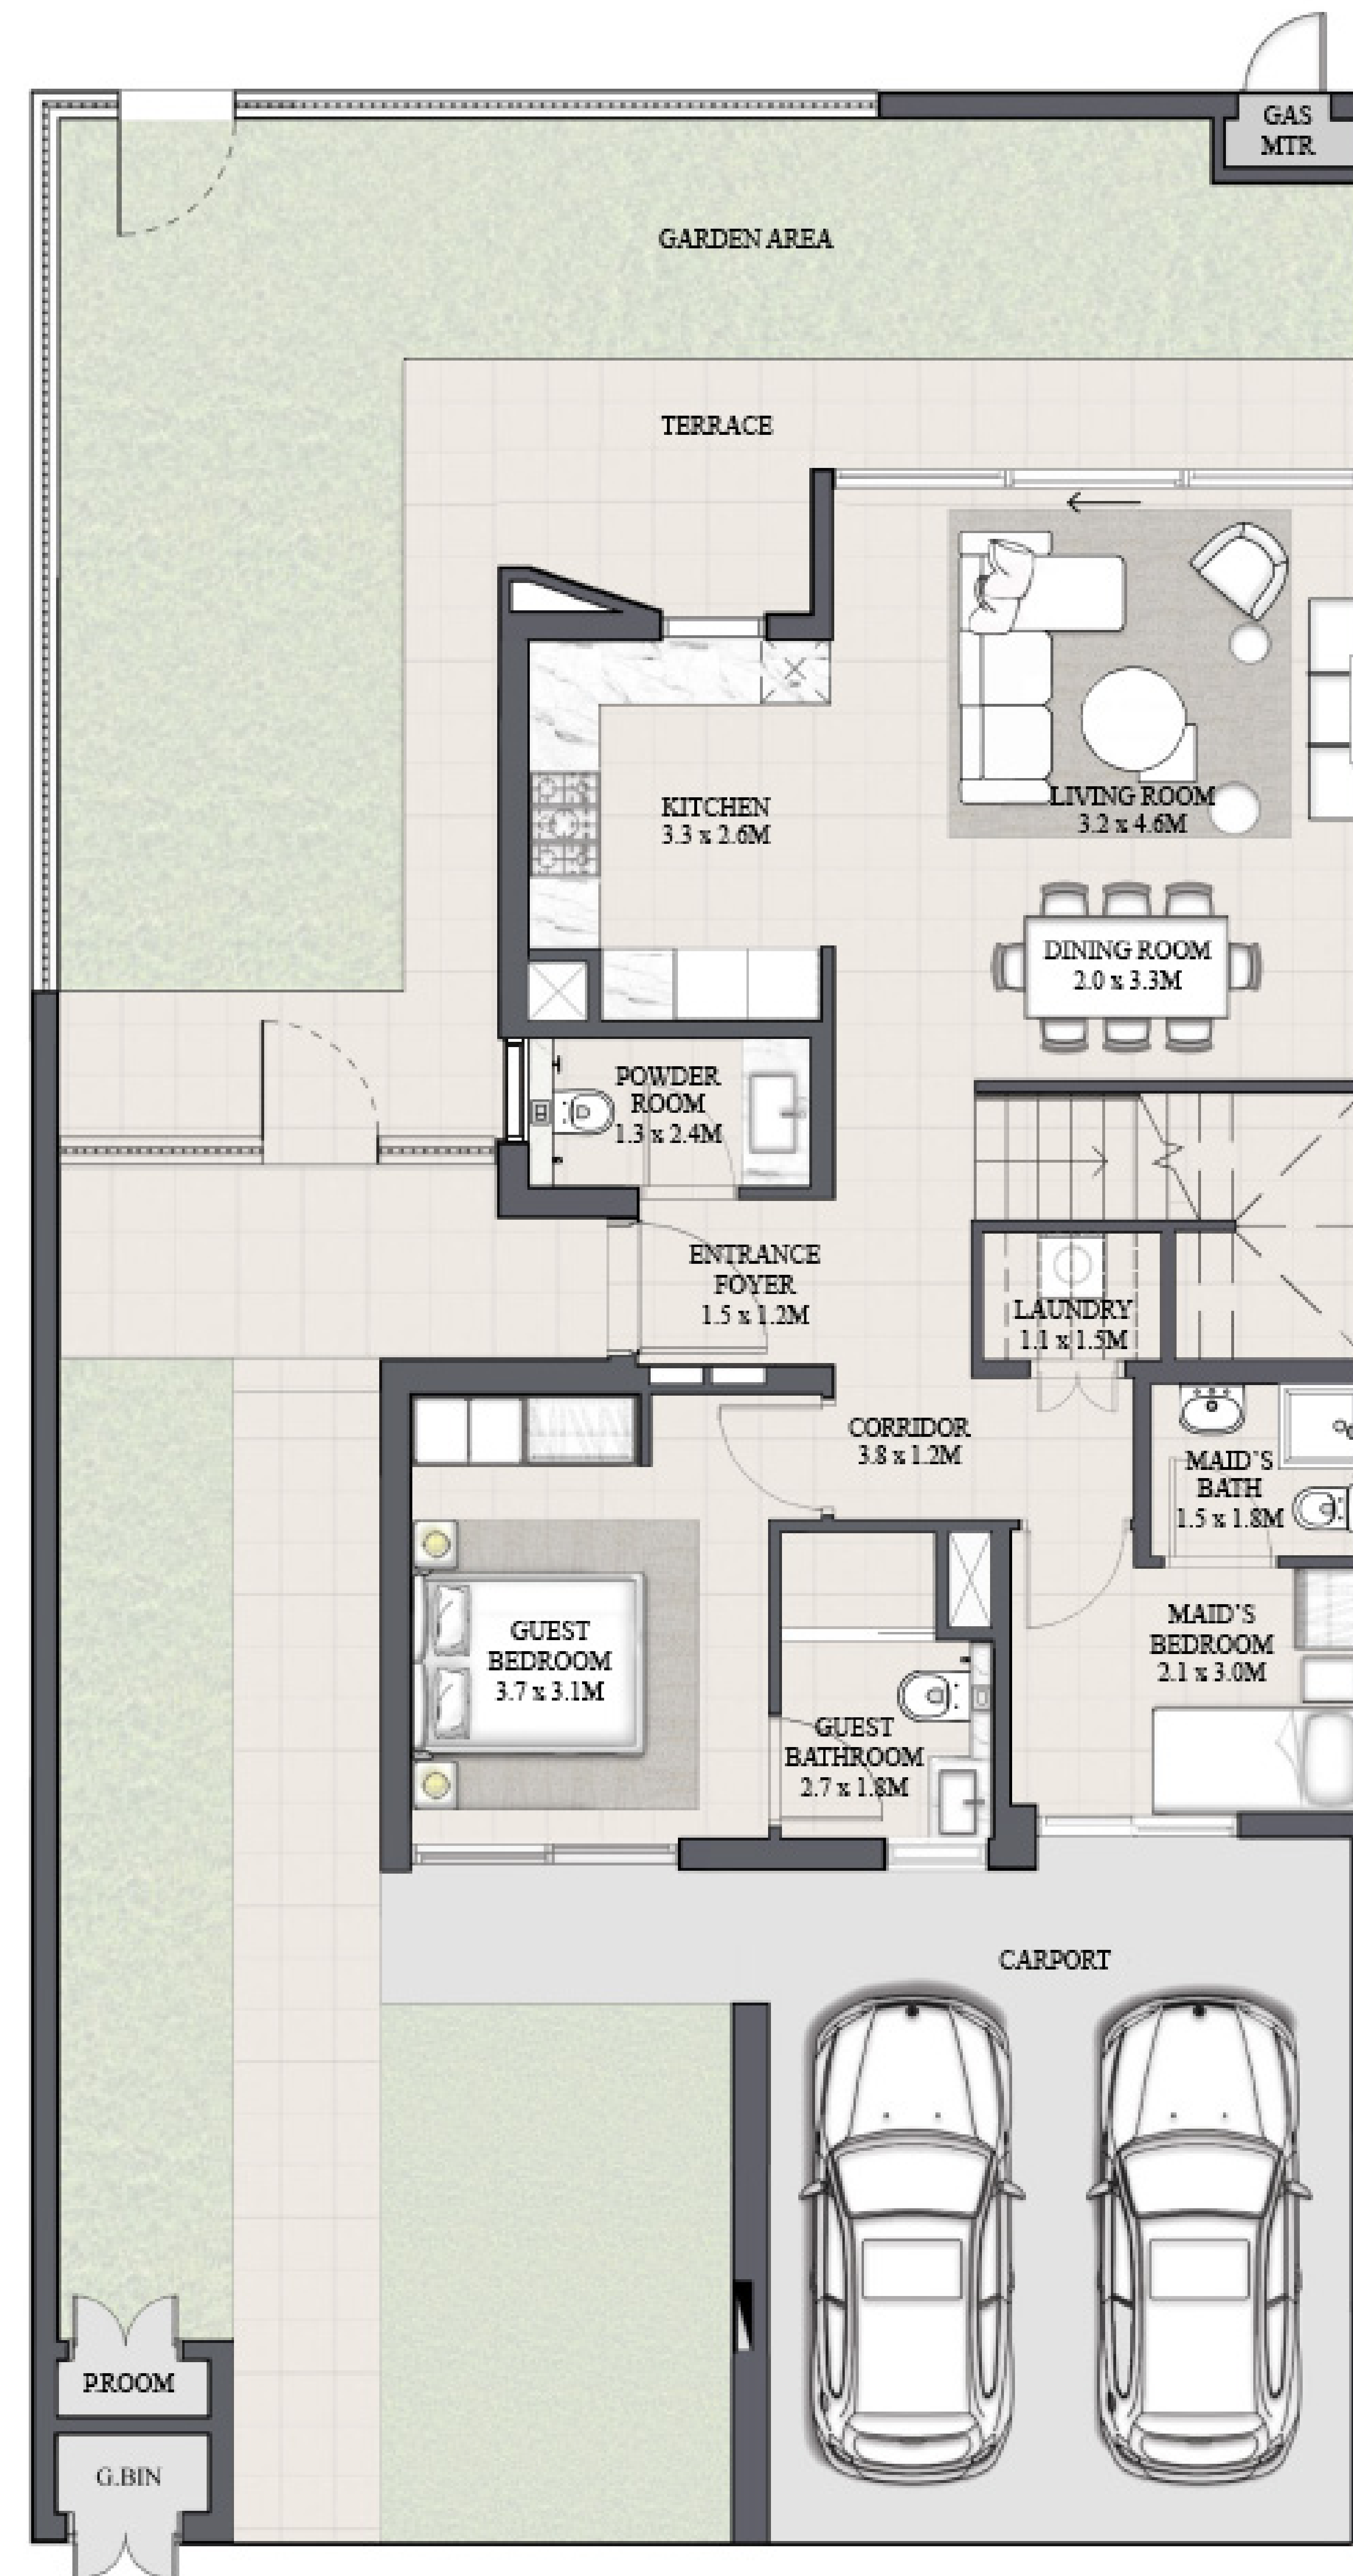 GAS
MTR
GARDEN AREA
TERRACE
KITCHEN
3.3 x 2.6M
LIVING ROOM
3.2 x 4.6M
DINING ROOM
2.0 x 3.3M
POWDER
ROOM
1.3 x 2.4M
ENTRANCE
FOYER
1.5 x 1.2M
LAUNDRY
1.1 x 1.5M
CORRIDOR
3.8 x 1.2M
MAID'S
BATH
1.5 x 1.8M
GUEST
BEDROOM
3.7 x 3.1M
MAID'S
BEDROOM
2.1 x 3.0M
GUEST
BATHROOM
2.7 x 1.8M
CARPORT
P.ROOM
G.BIN